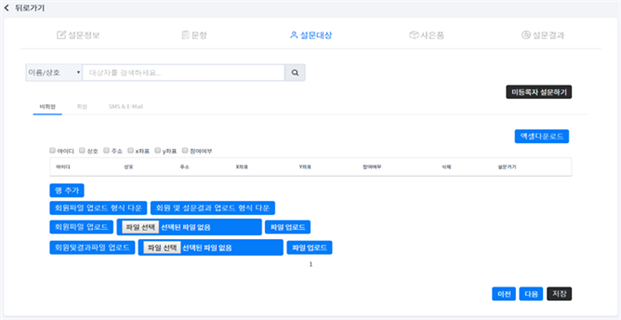 뒤로가기
설문정보 문항 설문대상 사은품 설문결과
이름/상호 대상자를 검색하세요...
미등록자 설문하기
비회원 회원 SMS & E-Mail
엑셀다운로드
아이디 상호 주소 x좌표 y좌표 참여여부
아이디 상호 주소 X좌표 Y좌표 참여여부 삭제 설문하기
행 추가
회원파일 업로드 형식 다운 회원 및 설문결과 업로드 형식 다운
회원파일 업로드 파일 선택 선택된 파일 없음 파일 업로드
회원및결과파일 업로드 파일 선택 선택된 파일 없음 파일 업로드
1
이전 다음 저장